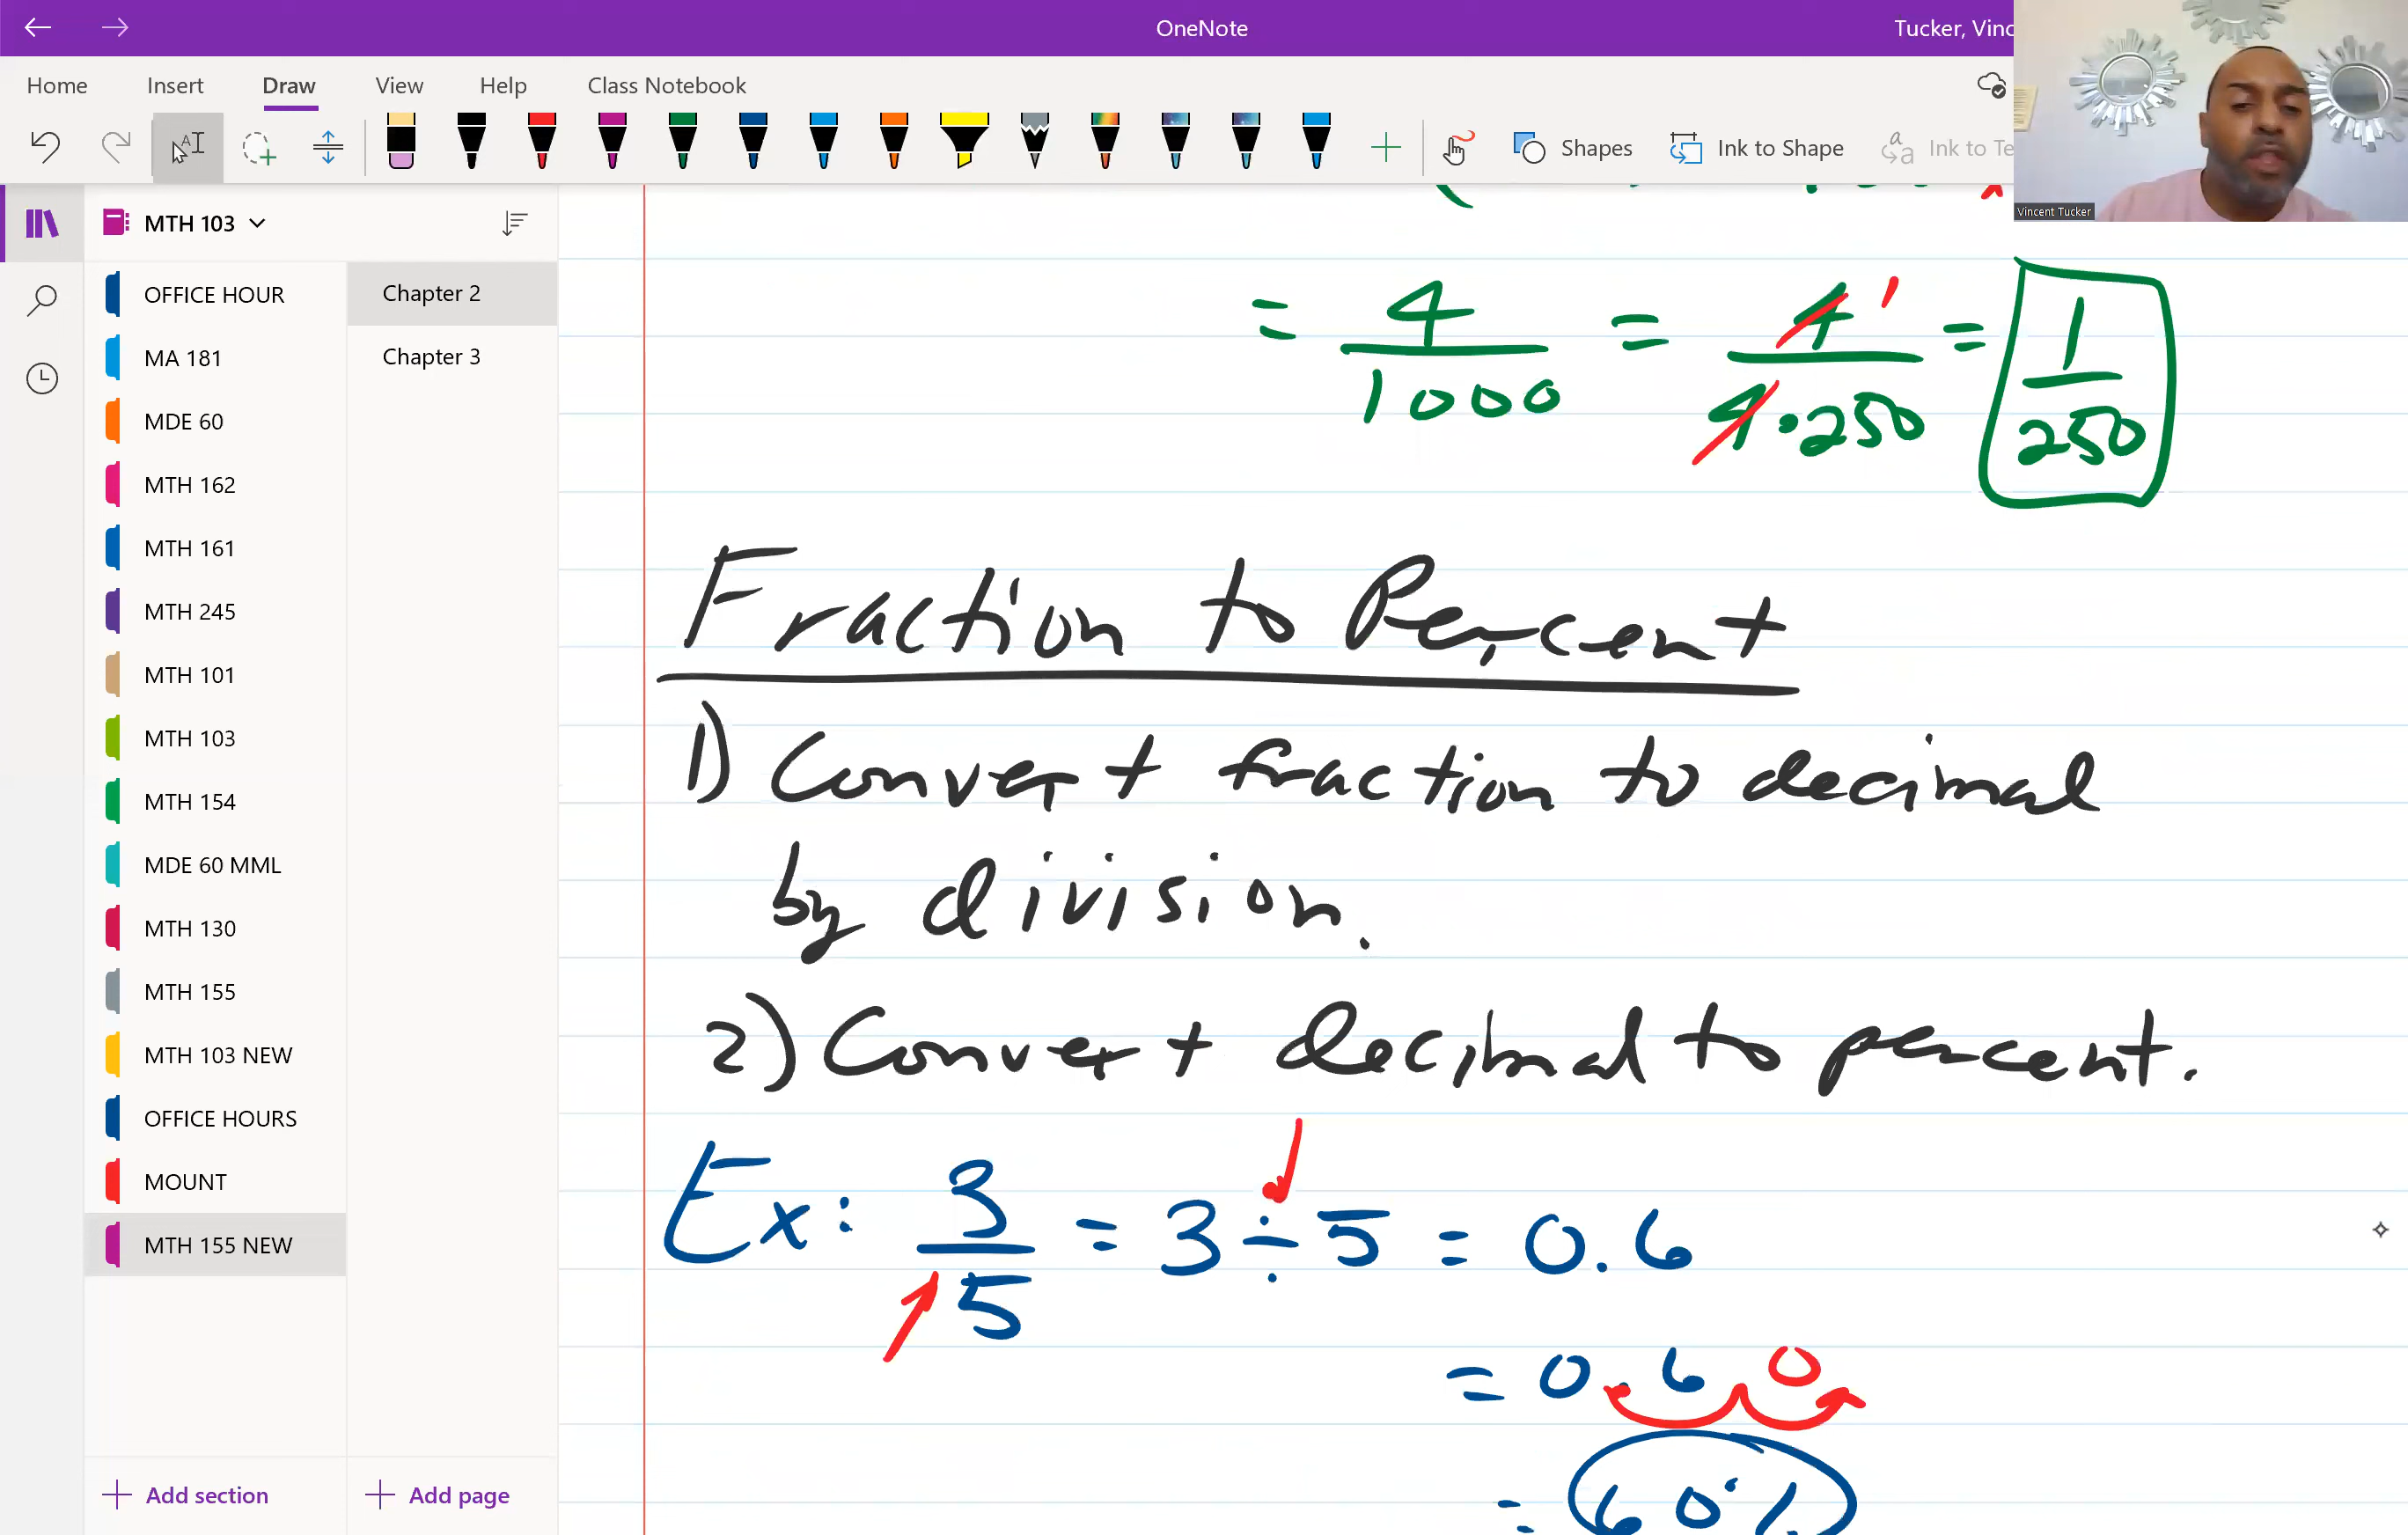 OneNote
Tucker, Vinc
Home Insert Draw View Help Class Notebook
Shapes Ink to Shape Ink to Te
Vincent Tucker
MTH 103
OFFICE HOUR
MA 181
MDE 60
MTH 162
MTH 161
MTH 245
MTH 101
MTH 103
MTH 154
MDE 60 MML
MTH 130
MTH 155
MTH 103 NEW
OFFICE HOURS
MOUNT
MTH 155 NEW
Add section
Chapter 2
Chapter 3
Add page
= 4/1000 = 4 1/4·250 = 1/250
Fraction to Percent
1) Convert fraction to decimal
by division.
2) Convert decimal to percent.
Ex: 3/5 = 3 ÷ 5 = 0.6
= 0.60
= 60%